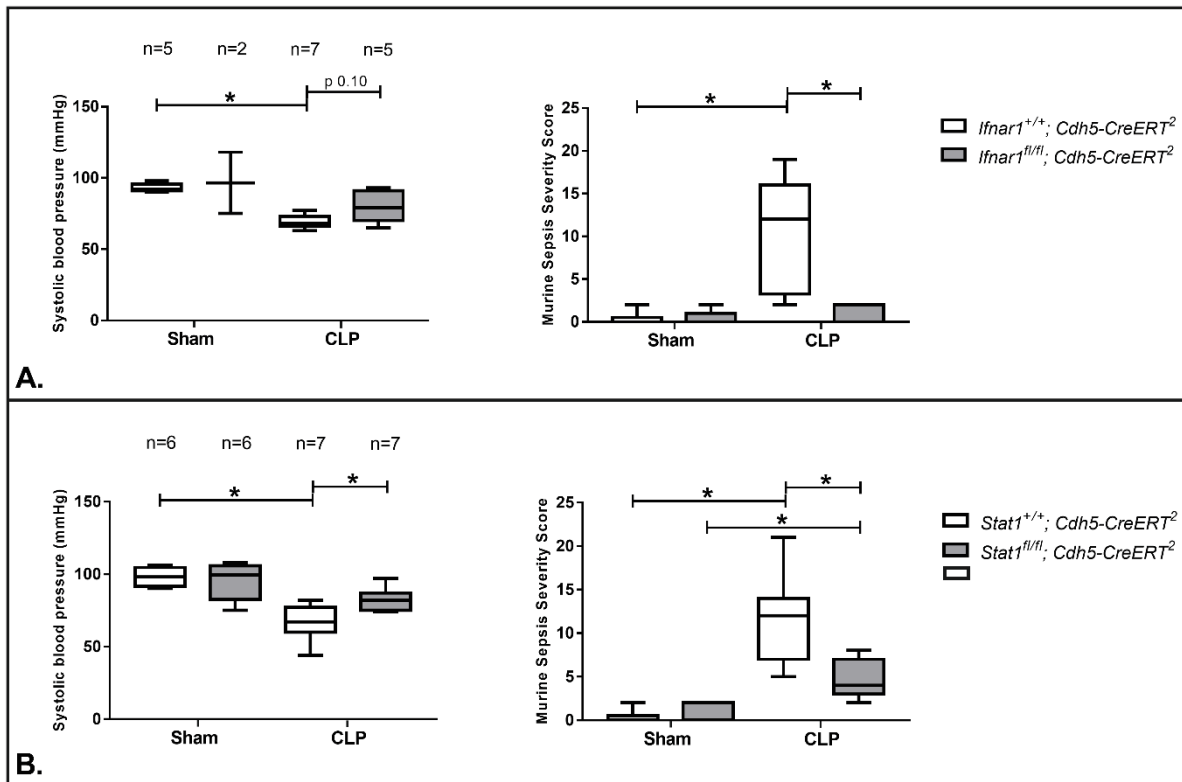 n=5 n=2 n=7 n=5
p 0.10
*
Systolic blood pressure (mmHg)
150
100
50
0
Sham CLP
* *
Murine Sepsis Severity Score
25
20
15
10
5
0
Sham CLP
Ifnar1+/+; Cdh5-CreERT2
Ifnar1fl/fl; Cdh5-CreERT2
A.
n=6 n=6 n=7 n=7
* *
Systolic blood pressure (mmHg)
150
100
50
0
Sham CLP
* *
*
Murine Sepsis Severity Score
25
20
15
10
5
0
Sham CLP
Stat1+/+; Cdh5-CreERT2
Stat1fl/fl; Cdh5-CreERT2
B.